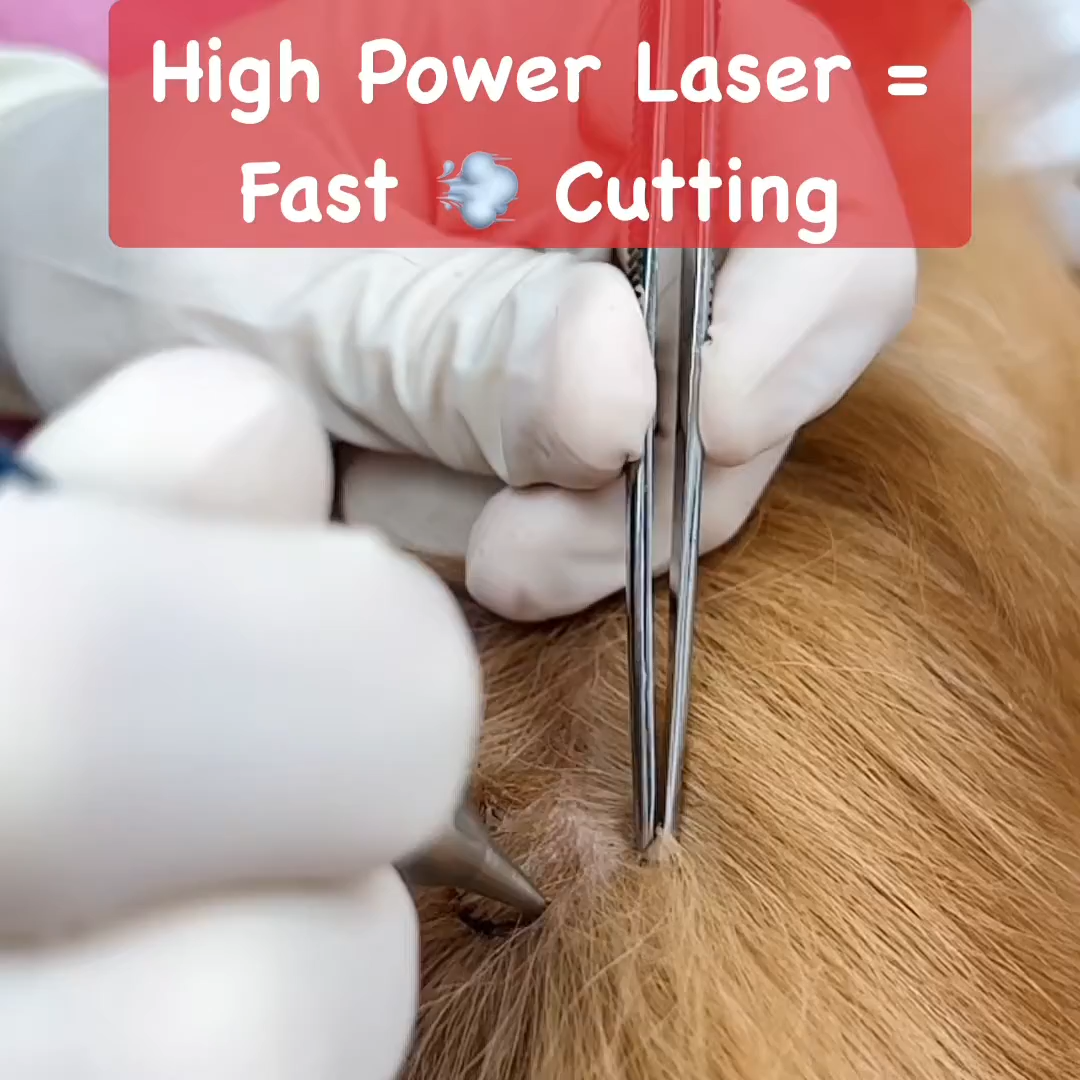 High Power Laser =
Fast 💨 Cutting